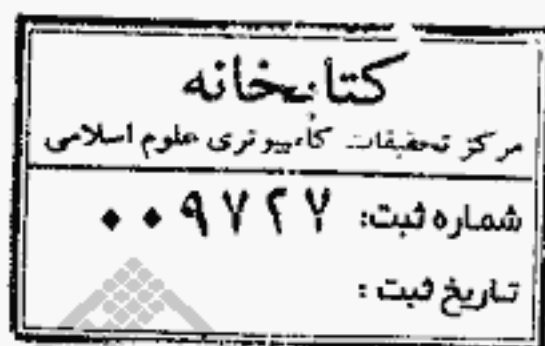 کتابخانه
مرکز تحقیقات کامپیوتری علوم اسلامی
شماره ثبت: ۰۰۹۷۲۷
تاریخ ثبت: